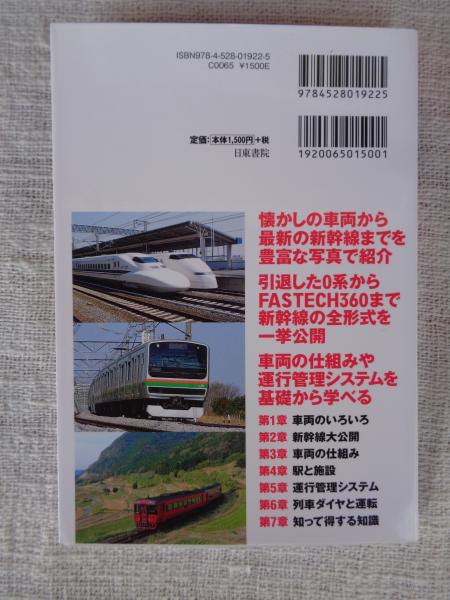 ISBN978-4-528-01922-5
C0065 ¥1500E
9784528019225
定価：本体1,500円+税
日東書院
1920065015001
懐かしの車両から
最新の新幹線までを
豊富な写真で紹介
引退した0系から
FASTECH360まで
新幹線の全形式を
一挙公開
車両の仕組みや
運行管理システムを
基礎から学べる
第1章 車両のいろいろ
第2章 新幹線大公開
第3章 車両の仕組み
第4章 駅と施設
第5章 運行管理システム
第6章 列車ダイヤと運転
第7章 知って得する知識